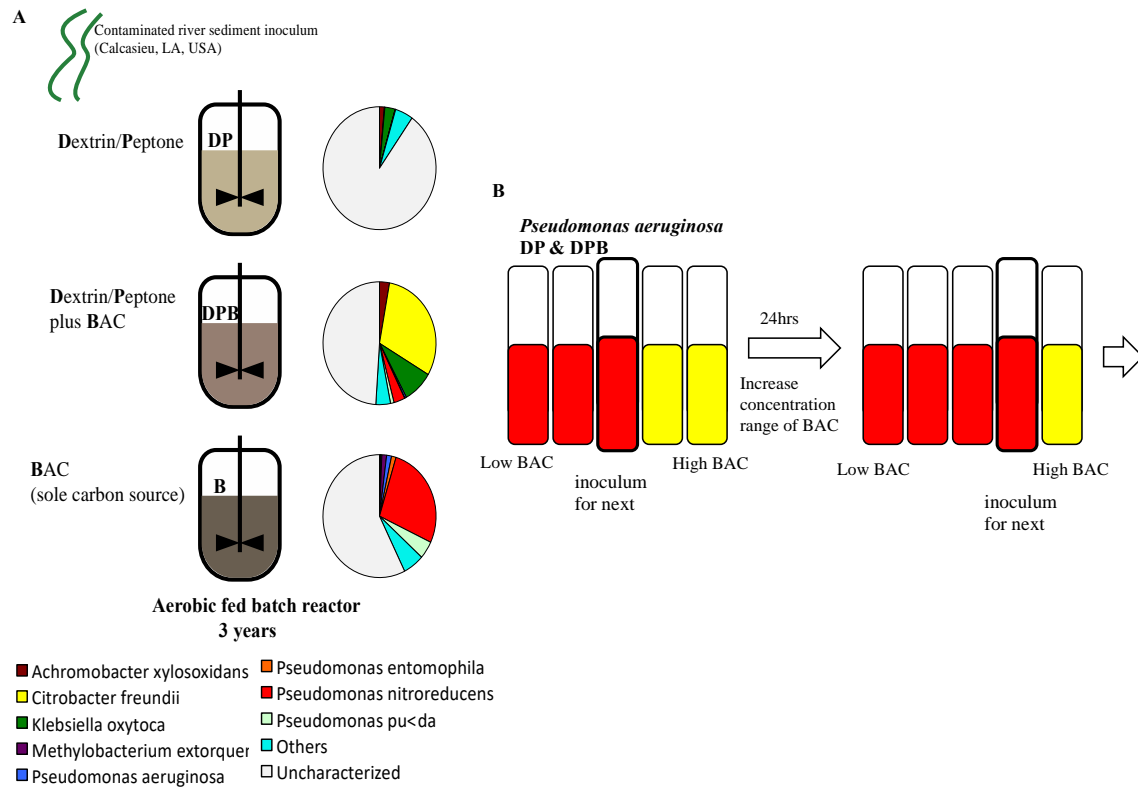 A
Contaminated river sediment inoculum
(Calcasieu, LA, USA)
Dextrin/Peptone
DP
Dextrin/Peptone
plus BAC
DPB
BAC
(sole carbon source)
B
Aerobic fed batch reactor
3 years
Achromobacter xylosoxidans
Citrobacter freundii
Klebsiella oxytoca
Methylobacterium extorquer
Pseudomonas aeruginosa
Pseudomonas entomophila
Pseudomonas nitroreducens
Pseudomonas pu<da
Others
Uncharacterized
B
Pseudomonas aeruginosa
DP & DPB
Low BAC
High BAC
inoculum
for next
24hrs
Increase
concentration
range of BAC
Low BAC
High BAC
inoculum
for next